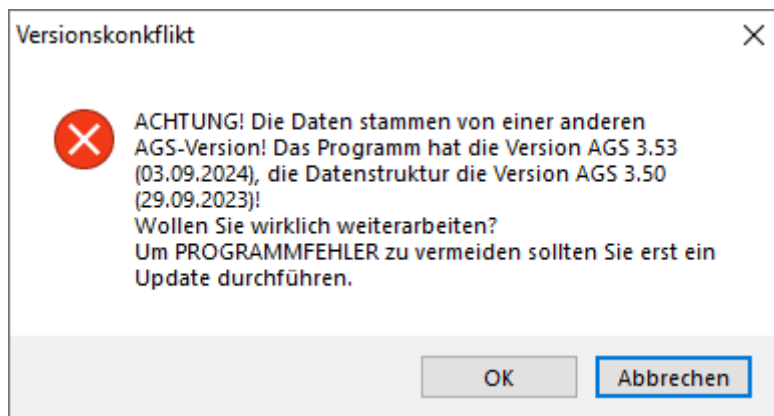 Versionskonkflikt
ACHTUNG! Die Daten stammen von einer anderen
AGS-Version! Das Programm hat die Version AGS 3.53
(03.09.2024), die Datenstruktur die Version AGS 3.50
(29.09.2023)!
Wollen Sie wirklich weiterarbeiten?
Um PROGRAMMFEHLER zu vermeiden sollten Sie erst ein
Update durchführen.
OK
Abbrechen